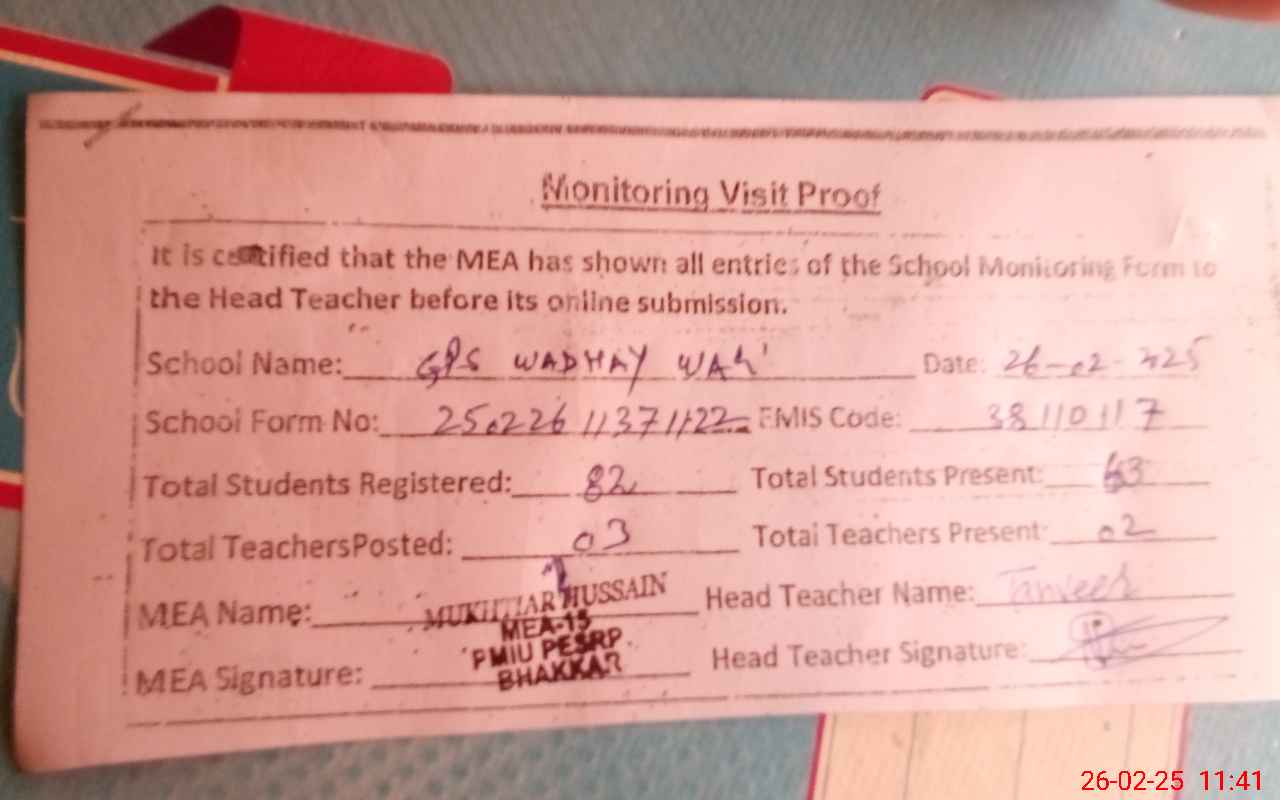 Monitoring Visit Proof
It is certified that the MEA has shown all entries of the School Monitoring Form to
the Head Teacher before its online submission.
School Name: GPS WADHAY WALI Date: 26-02-2025
School Form No: 25022611371122 EMIS Code: 38110117
Total Students Registered: 82 Total Students Present: 63
Total TeachersPosted: 03 Total Teachers Present: 02
MEA Name: MUKHTIAR HUSSAIN Head Teacher Name: Tanveer
MEA-15
PMIU PESRP
BHAKKAR
MEA Signature: Head Teacher Signature:
26-02-25 11:41